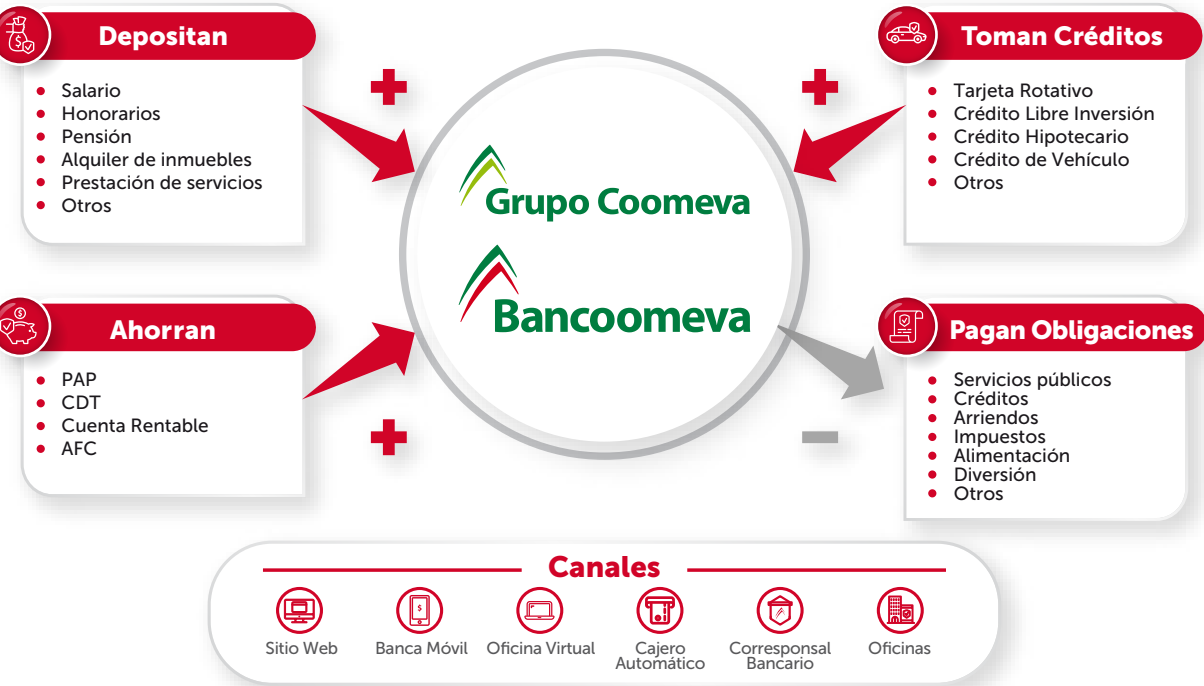 Depositan
Salario
Honorarios
Pensión
Alquiler de inmuebles
Prestación de servicios
Otros
Toman Créditos
Tarjeta Rotativo
Crédito Libre Inversión
Crédito Hipotecario
Crédito de Vehículo
Otros
Grupo Coomeva
Bancoomeva
Ahorran
PAP
CDT
Cuenta Rentable
AFC
Pagan Obligaciones
Servicios públicos
Créditos
Arriendos
Impuestos
Alimentación
Diversión
Otros
Canales
Sitio Web
Banca Móvil
Oficina Virtual
Cajero
Automático
Corresponsal
Bancario
Oficinas